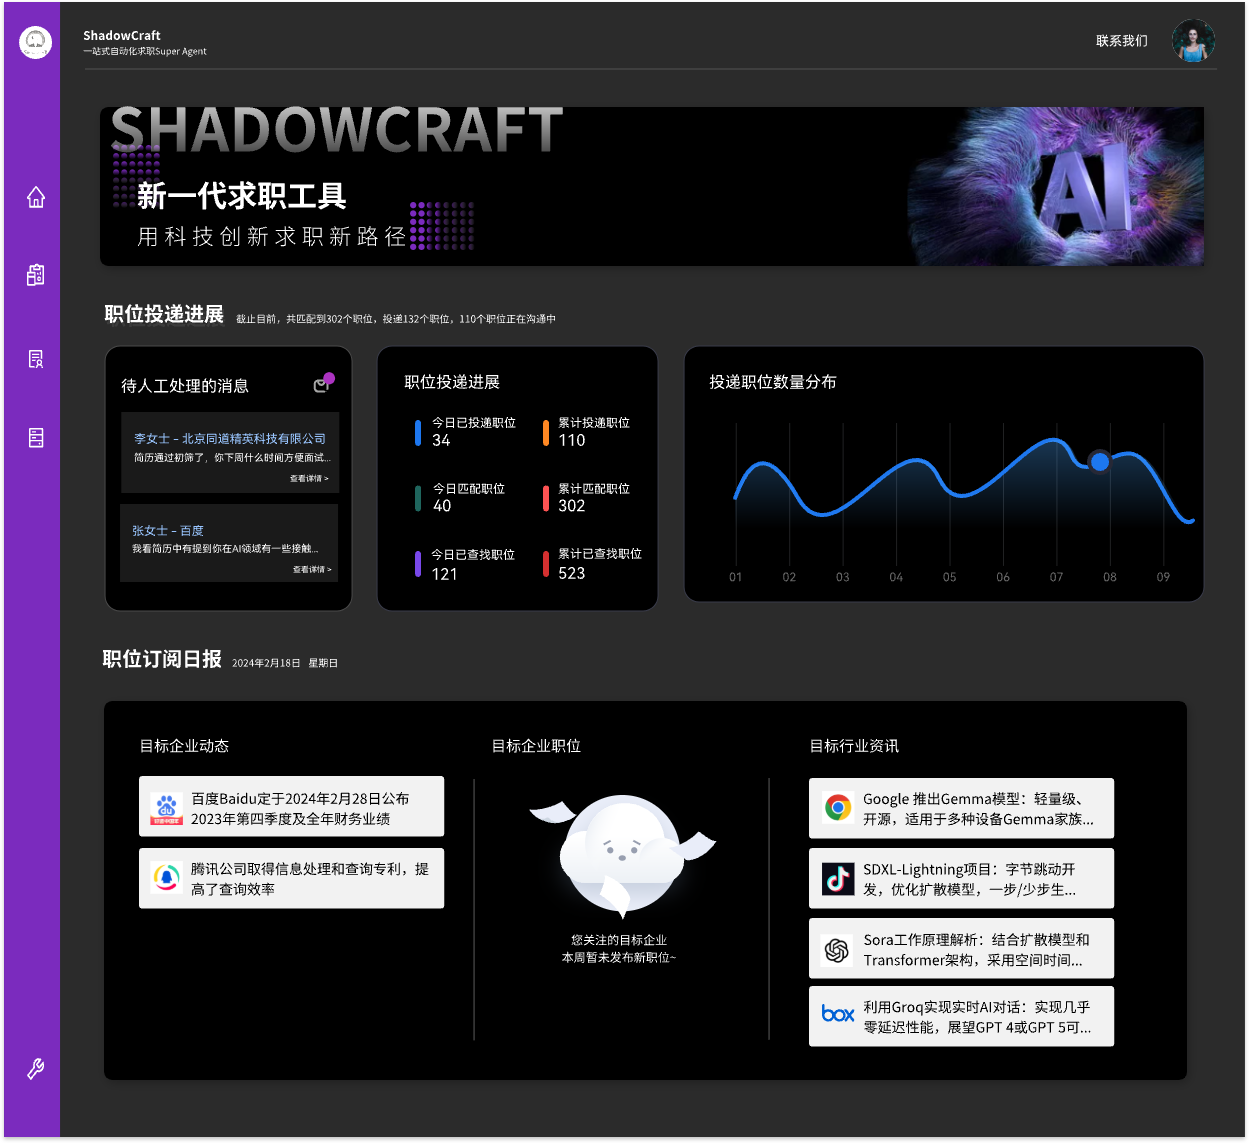 ShadowCraft
一站式自动化求职Super Agent
联系我们
SHADOWCRAFT
新一代求职工具
用科技创新求职新路径
AI
职位投递进展
截止目前，共匹配到302个职位，投递132个职位，110个职位正在沟通中
待人工处理的消息
李女士 – 北京同道精英科技有限公司
简历通过初筛了，你下周什么时间方便面试...
查看详情 >
张女士 – 百度
我看简历中有提到你在AI领域有一些接触...
查看详情 >
职位投递进展
今日已投递职位
34
累计投递职位
110
今日匹配职位
40
累计匹配职位
302
今日已查找职位
121
累计已查找职位
523
投递职位数量分布
01 02 03 04 05 06 07 08 09
职位订阅日报
2024年2月18日 星期日
目标企业动态
百度Baidu定于2024年2月28日公布
2023年第四季度及全年财务业绩
腾讯公司取得信息处理和查询专利，提
高了查询效率
目标企业职位
您关注的目标企业
本周暂未发布新职位~
目标行业资讯
Google 推出Gemma模型：轻量级、
开源，适用于多种设备Gemma家族...
SDXL-Lightning项目：字节跳动开
发，优化扩散模型，一步/少步生...
Sora工作原理解析：结合扩散模型和
Transformer架构，采用空间时间...
box
利用Groq实现实时AI对话：实现几乎
零延迟性能，展望GPT 4或GPT 5可...